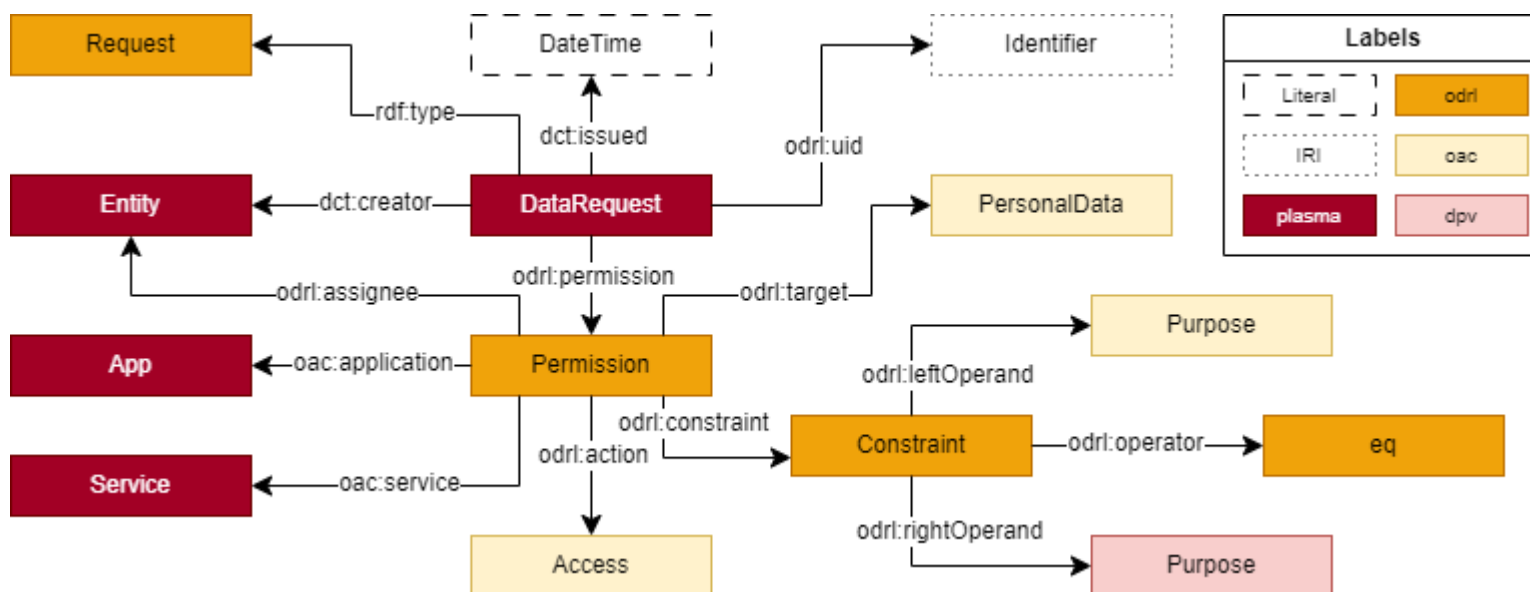 Request
DateTime
Identifier
Labels
Literal
odrl
rdf:type
dct:issued
odrl:uid
IRI
oac
Entity
dct:creator
DataRequest
PersonalData
plasma
dpv
odrl:permission
odrl:assignee
odrl:target
Purpose
App
oac:application
Permission
odrl:leftOperand
odrl:constraint
Constraint
odrl:operator
eq
odrl:action
Service
oac:service
odrl:rightOperand
Access
Purpose